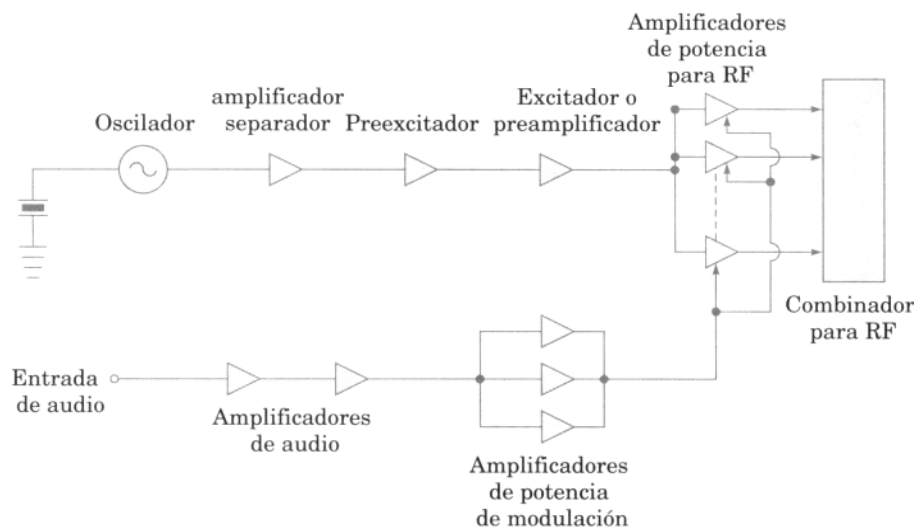 Amplificadores
de potencia
para RF
Oscilador
amplificador
separador
Preexcitador
Excitador o
preamplificador
Combinador
para RF
Entrada
de audio
Amplificadores
de audio
Amplificadores
de potencia
de modulación